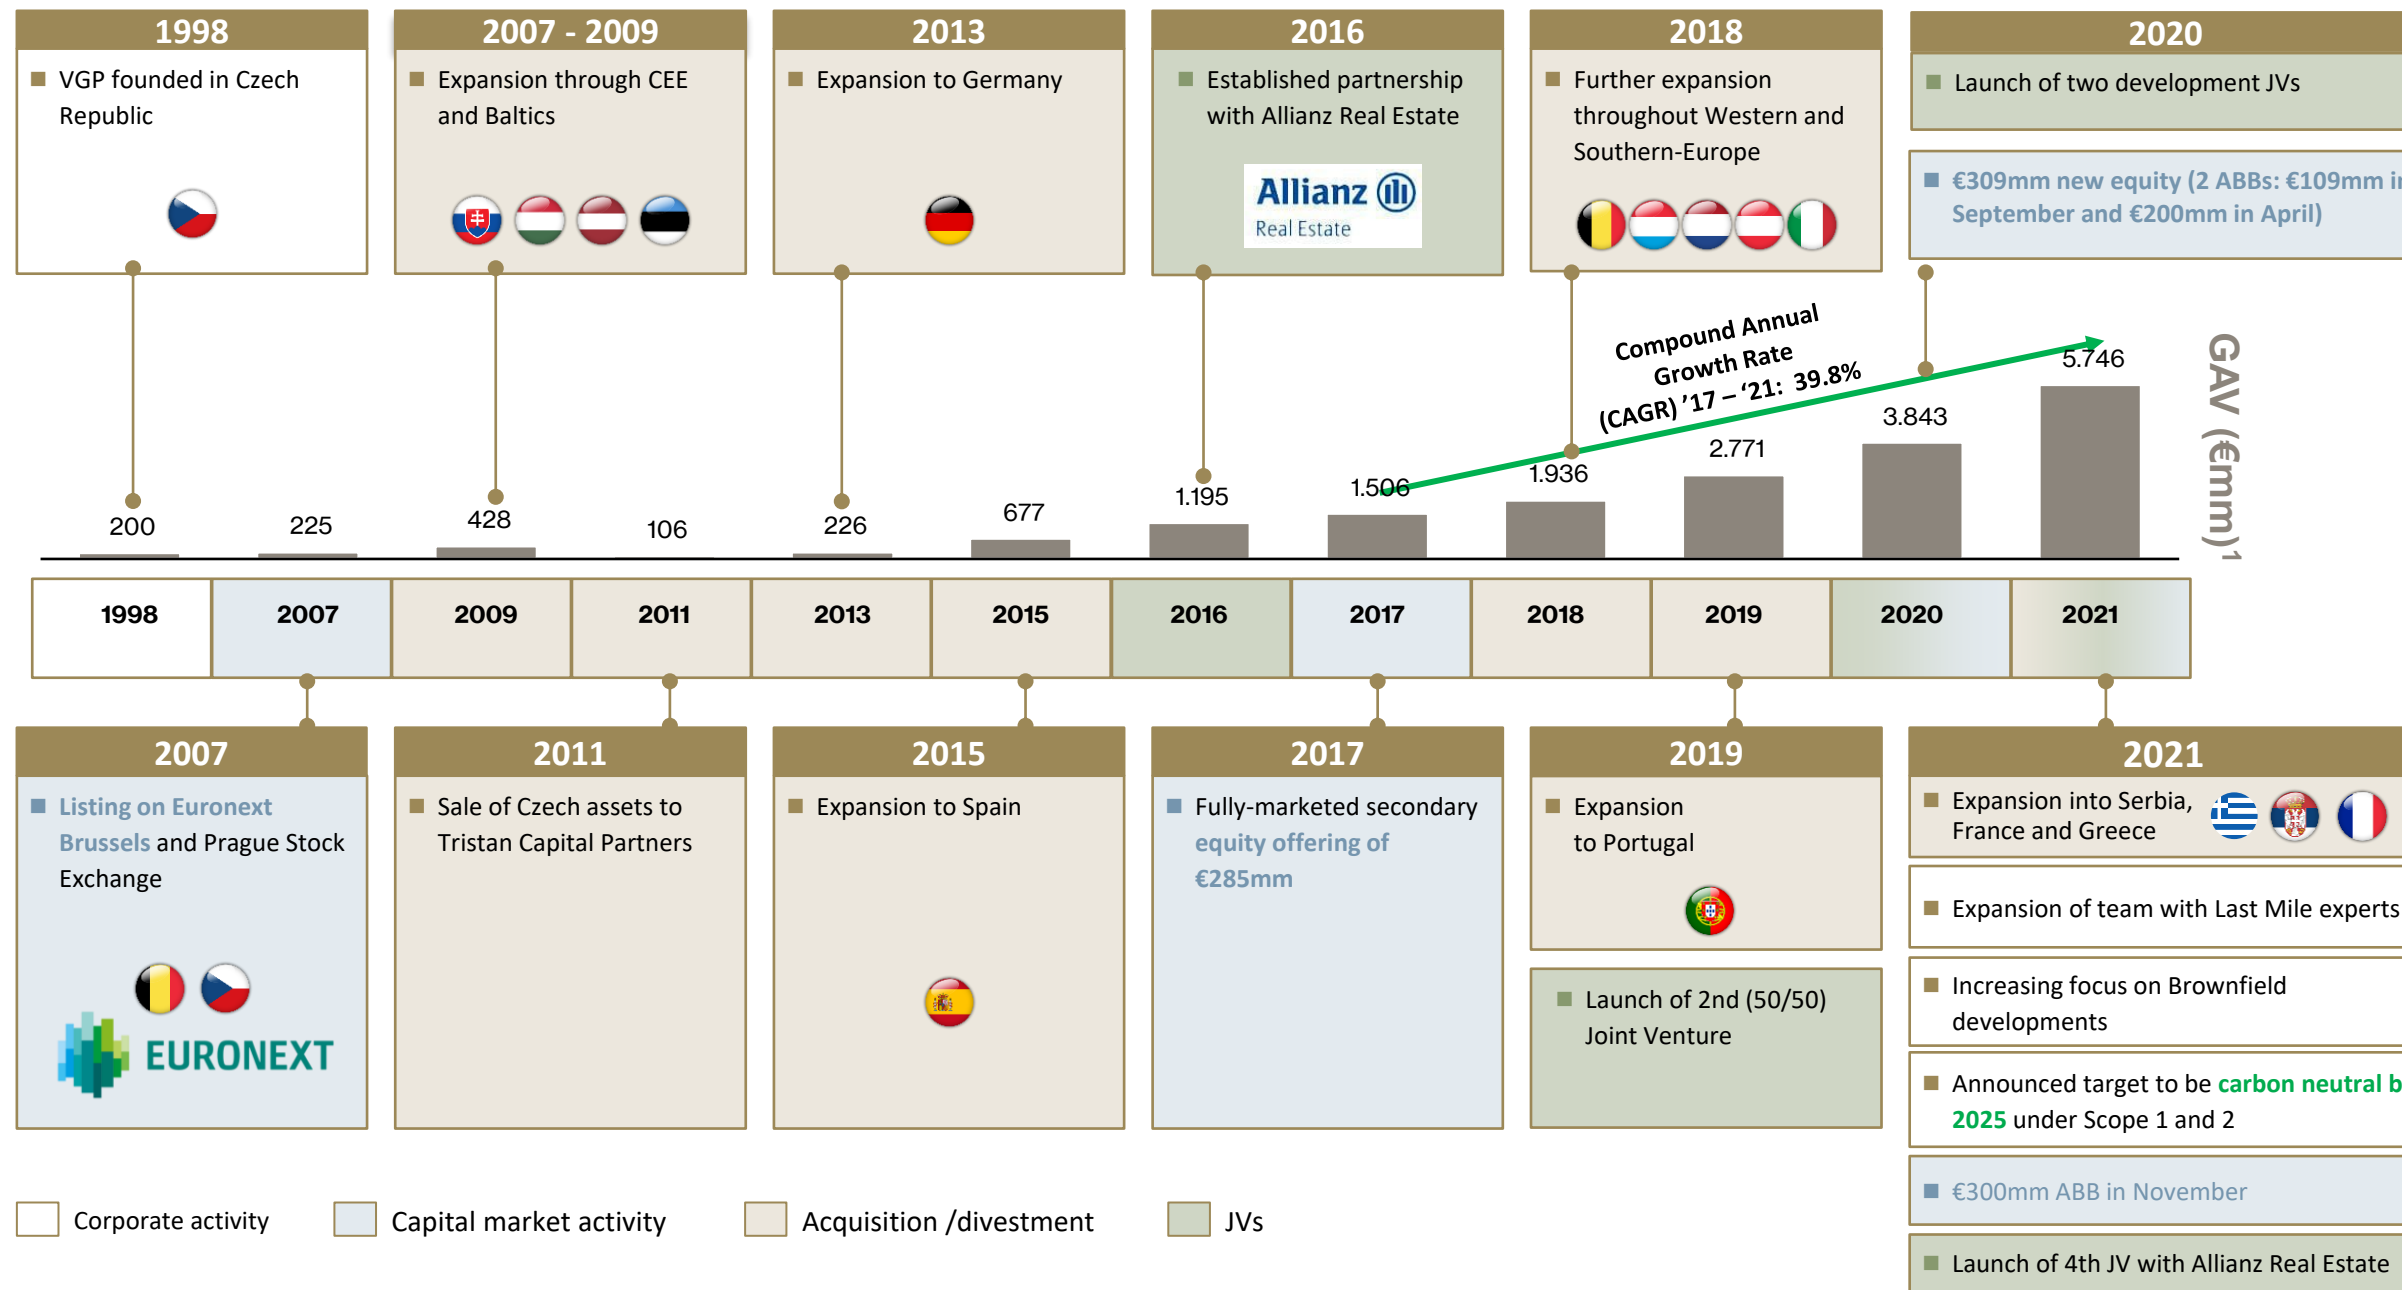 1998
VGP founded in Czech
Republic
2007 - 2009
Expansion through CEE
and Baltics
2013
Expansion to Germany
2016
Established partnership
with Allianz Real Estate
Allianz
Real Estate
2018
Further expansion
throughout Western and
Southern-Europe
2020
Launch of two development JVs
€309mm new equity (2 ABBs: €109mm in
September and €200mm in April)
Compound Annual
Growth Rate
(CAGR) '17 – ‘21: 39.8%
GAV (€mm)1
200
225
428
106
226
677
1.195
1.506
1.936
2.771
3.843
5.746
1998
2007
2009
2011
2013
2015
2016
2017
2018
2019
2020
2021
2007
Listing on Euronext
Brussels and Prague Stock
Exchange
EURONEXT
2011
Sale of Czech assets to
Tristan Capital Partners
2015
Expansion to Spain
2017
Fully-marketed secondary
equity offering of
€285mm
2019
Expansion
to Portugal
Launch of 2nd (50/50)
Joint Venture
2021
Expansion into Serbia,
France and Greece
Expansion of team with Last Mile experts
Increasing focus on Brownfield
developments
Announced target to be carbon neutral b
2025 under Scope 1 and 2
€300mm ABB in November
Launch of 4th JV with Allianz Real Estate
Corporate activity
Capital market activity
Acquisition /divestment
JVs